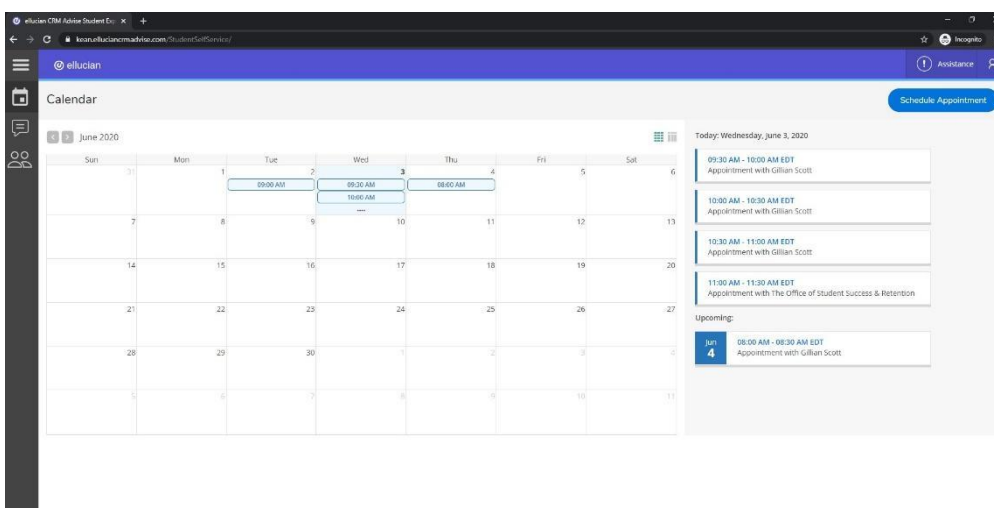 ellucian CRM Advise Student Exp
kean.elluciancrmadvise.com/StudentSelfService/
Incognito
ellucian
Assistance
Calendar
Schedule Appointment
June 2020
Sun Mon Tue Wed Thu Fri Sat
31 1 2 3 4 5 6
09:00 AM 09:30 AM 08:00 AM
10:00 AM
....
7 8 9 10 11 12 13
14 15 16 17 18 19 20
21 22 23 24 25 26 27
28 29 30 1 2 3 4
5 6 7 8 9 10 11
Today: Wednesday, June 3, 2020
09:30 AM - 10:00 AM EDT
Appointment with Gillian Scott
10:00 AM - 10:30 AM EDT
Appointment with Gillian Scott
10:30 AM - 11:00 AM EDT
Appointment with Gillian Scott
11:00 AM - 11:30 AM EDT
Appointment with The Office of Student Success & Retention
Upcoming:
Jun
4
08:00 AM - 08:30 AM EDT
Appointment with Gillian Scott